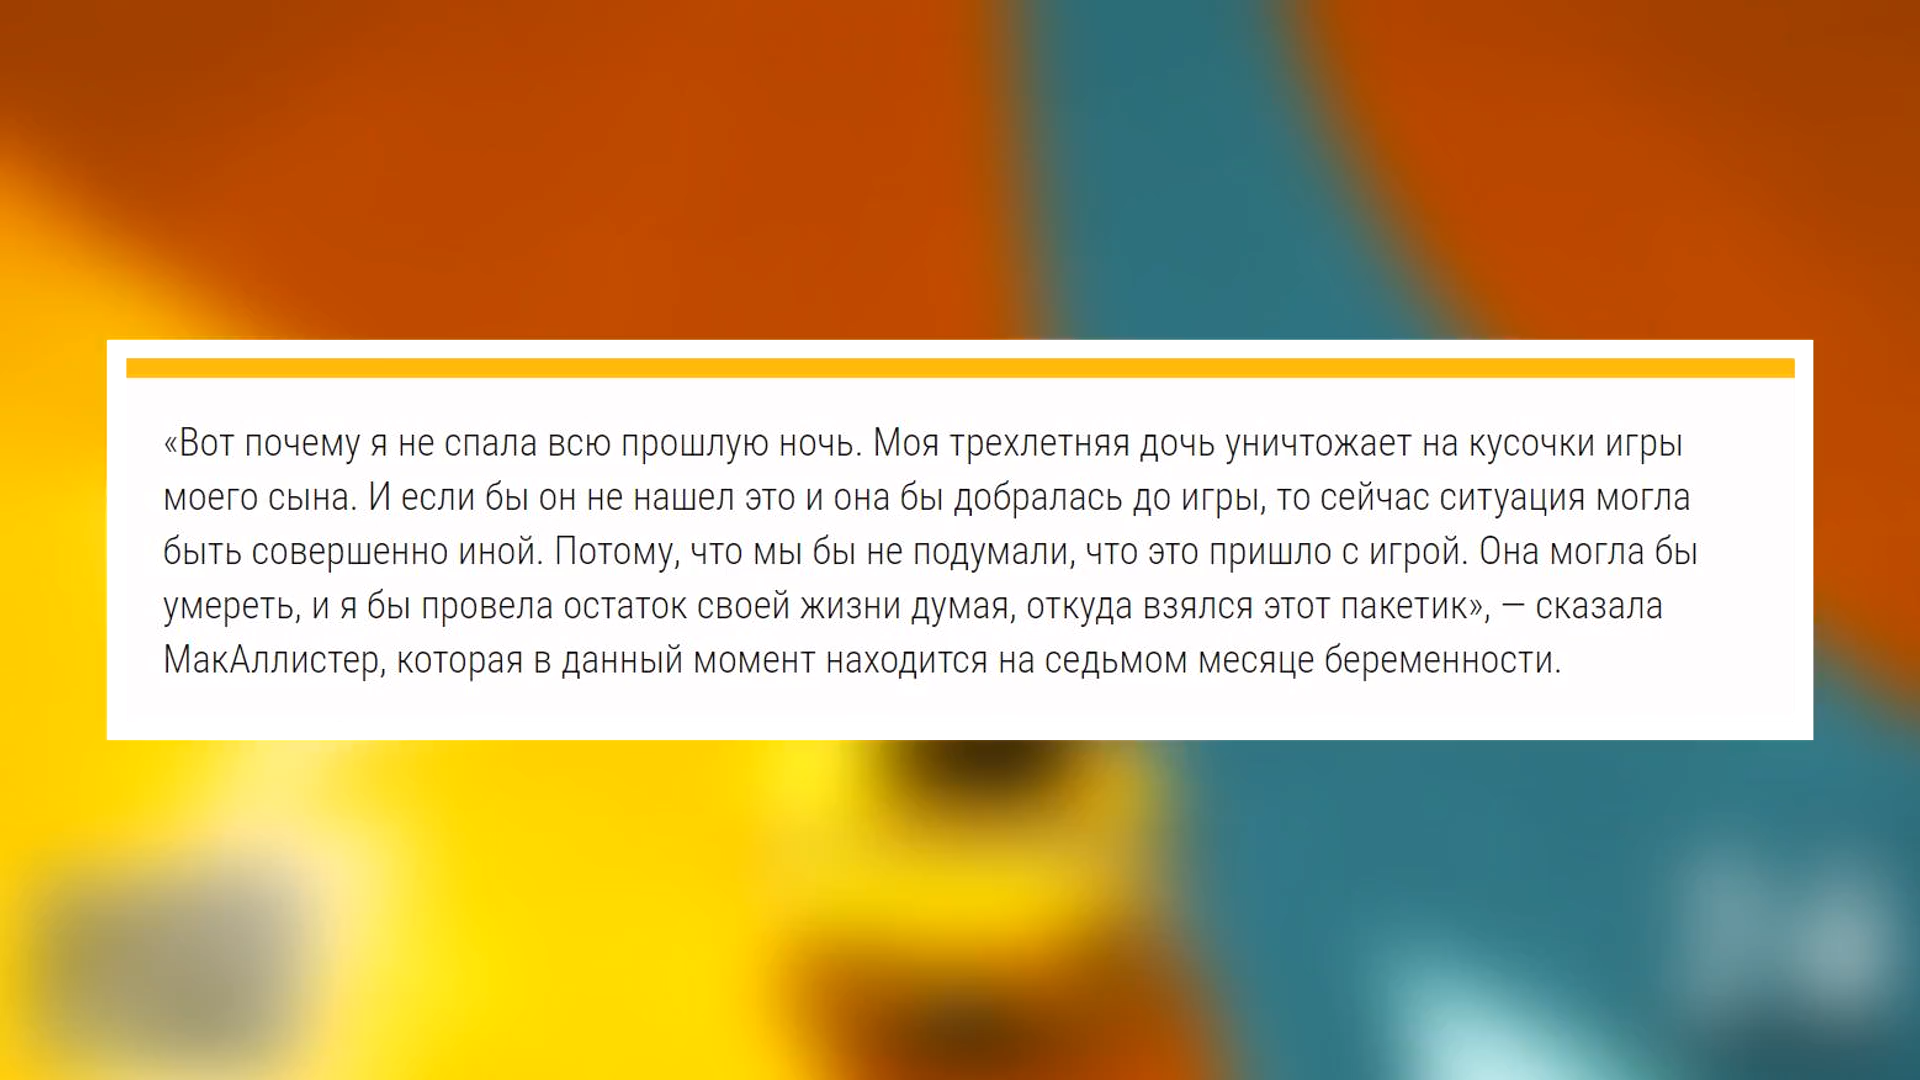 «Вот почему я не спала всю прошлую ночь. Моя трехлетняя дочь уничтожает на кусочки игры
моего сына. И если бы он не нашел это и она бы добралась до игры, то сейчас ситуация могла
быть совершенно иной. Потому, что мы бы не подумали, что это пришло с игрой. Она могла бы
умереть, и я бы провела остаток своей жизни думая, откуда взялся этот пакетик», — сказала
МакАллистер, которая в данный момент находится на седьмом месяце беременности.